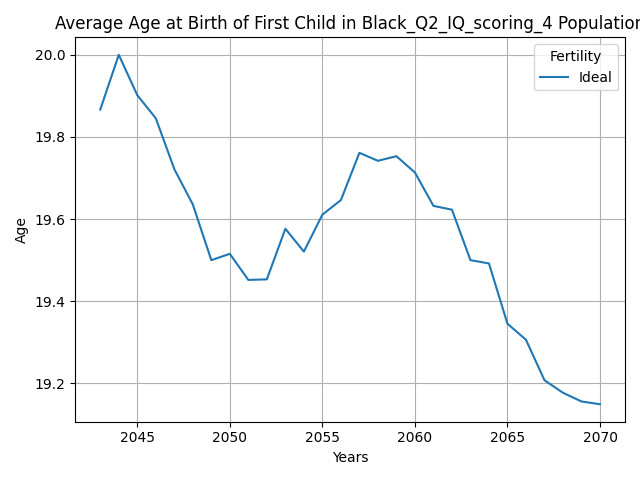 Average Age at Birth of First Child in Black_Q2_IQ_scoring_4 Population
Fertility
Ideal
20.0
19.8
19.6
19.4
19.2
Age
2045 2050 2055 2060 2065 2070
Years